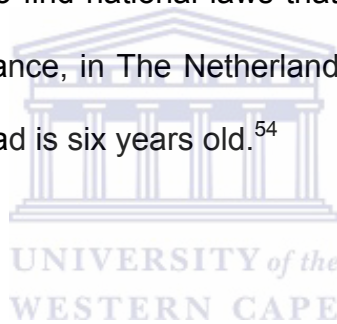 o find national laws that
ance, in The Netherland
ad is six years old.54
UNIVERSITY of the
WESTERN CAPE